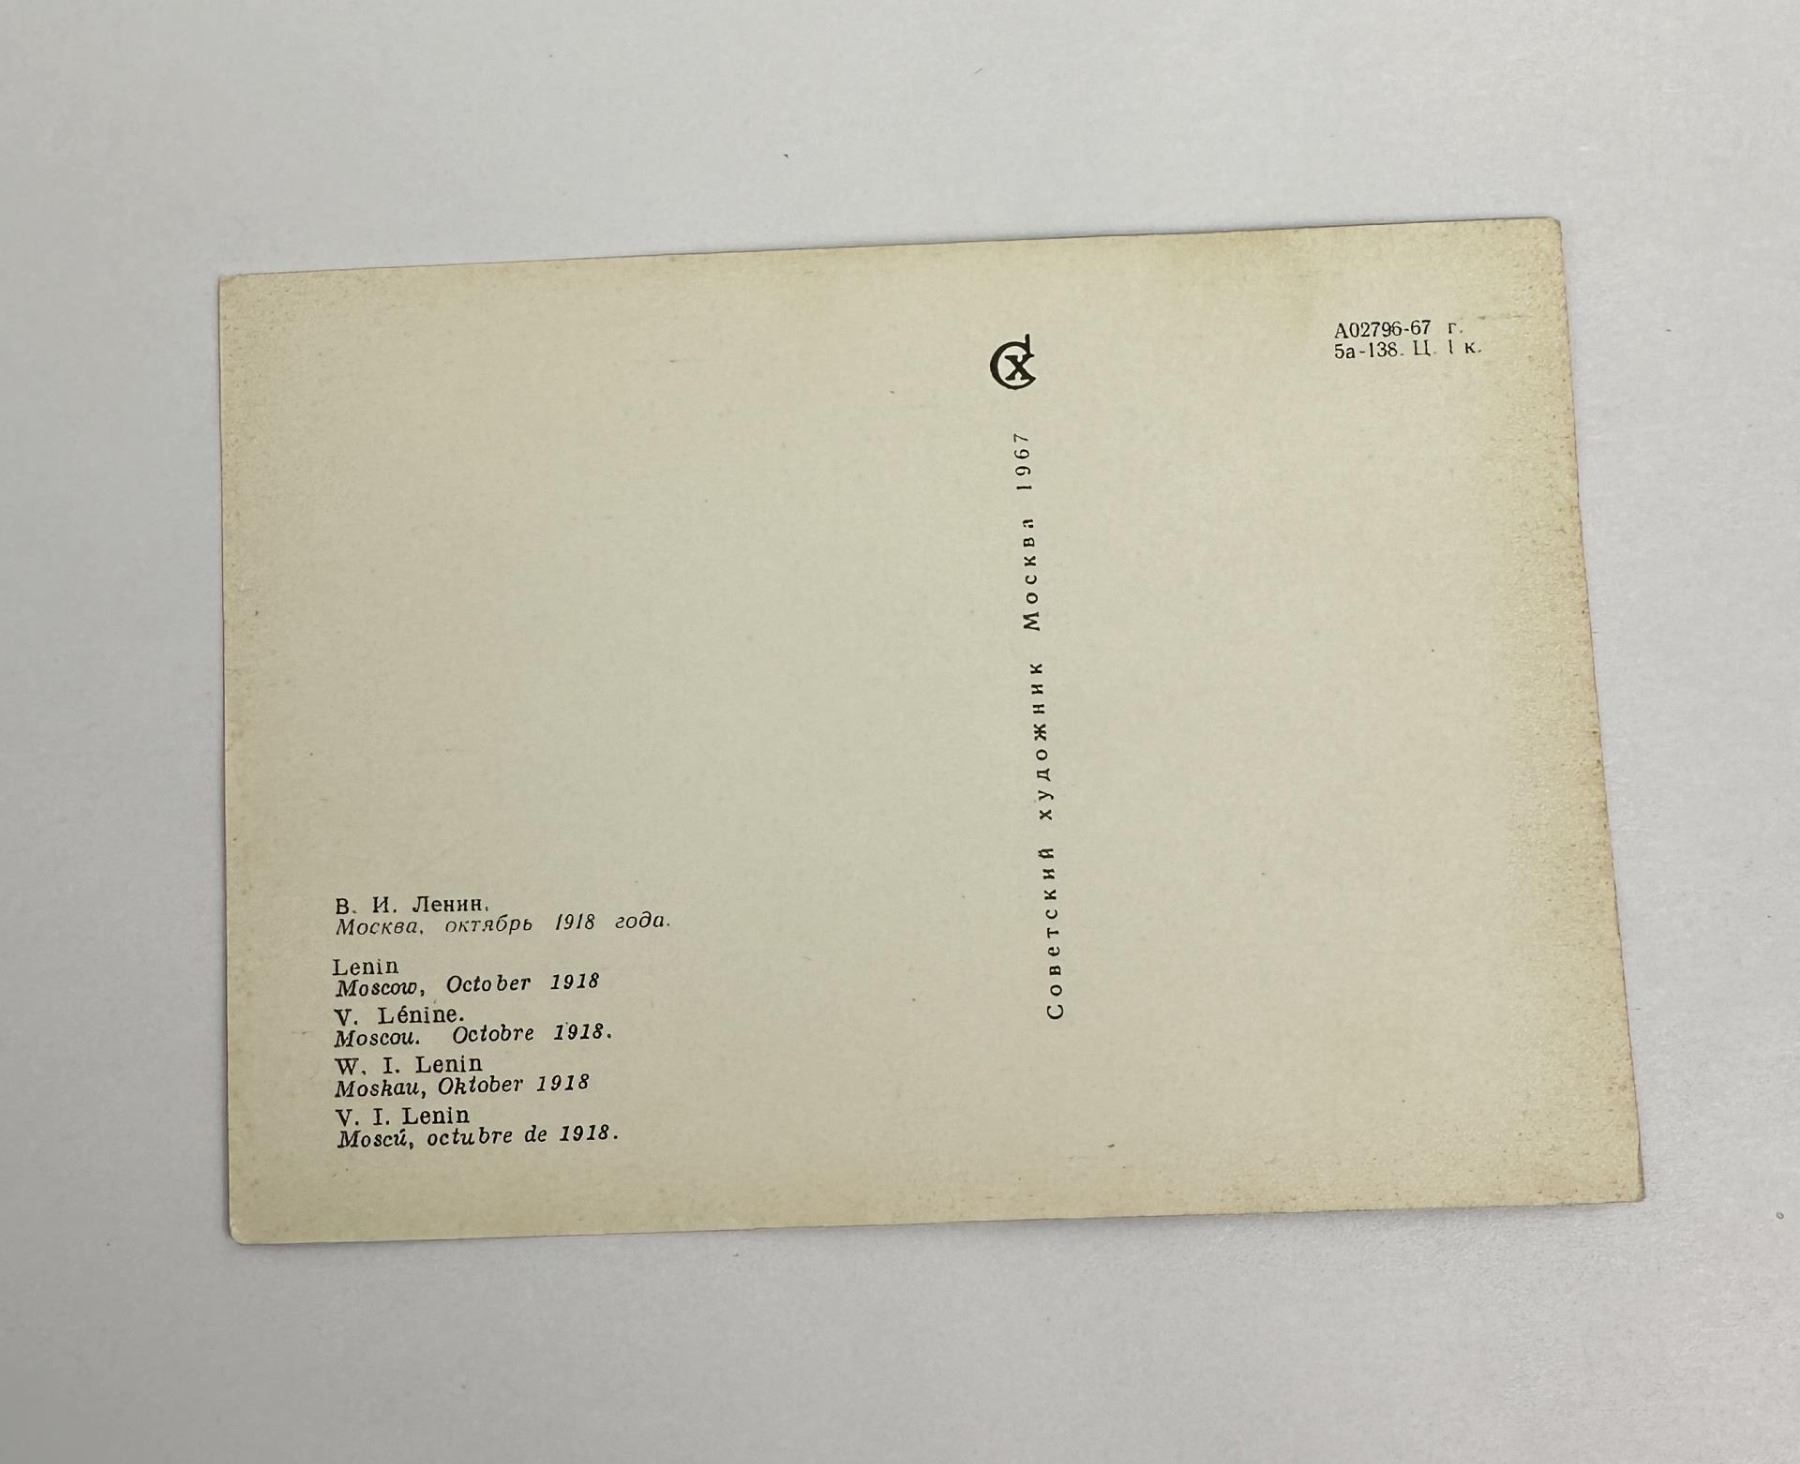 А02796-67 г.
5а-138. Ц. 1 к.
СХ
Советский художник Москва 1967
В. И. Ленин.
Москва, октябрь 1918 года.
Lenin
Moscow, October 1918
V. Lénine.
Moscou. Octobre 1918.
W. I. Lenin
Moskau, Oktober 1918
V. I. Lenin
Moscú, octubre de 1918.